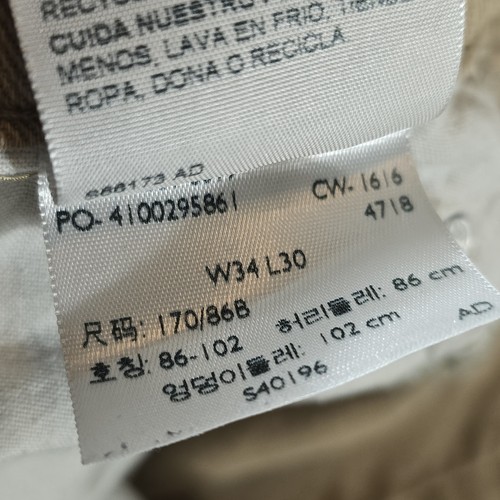 CUIDA NUESTRO
MENOS, LAVA EN FRIO,
ROPA, DONA O RECICLA
PO- 4100295861
CW- 1616
4718
W34 L30
尺码: 170/86B
허리둘레: 86 cm
호칭: 86-102
엉덩이둘레: 102 cm
AD
S40196